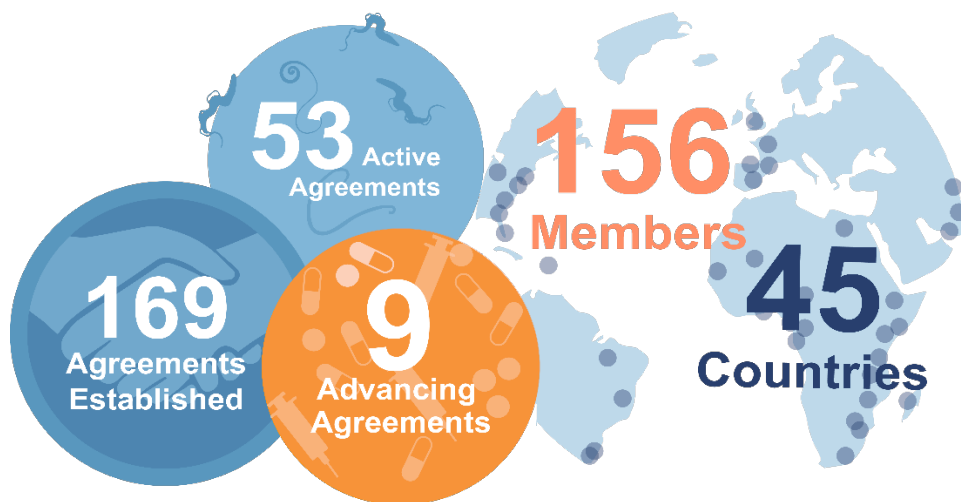 53 Active
Agreements
156
Members
169
Agreements
Established
9
Advancing
Agreements
45
Countries